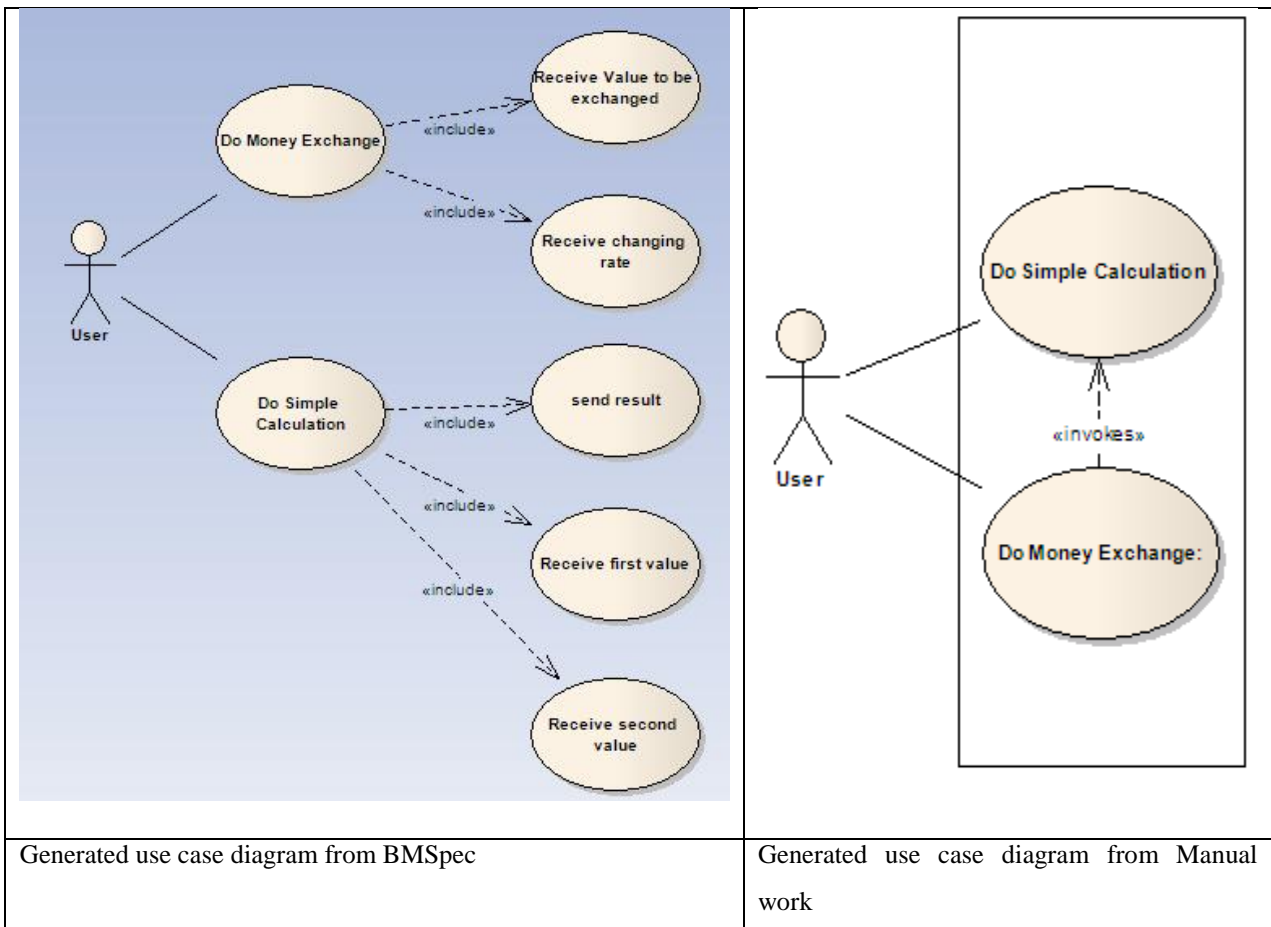 Receive Value to be
exchanged
Do Money Exchange
«include»
«include»
Receive changing
rate
User
Do Simple
Calculation
«include»
send result
«include»
Receive first value
«include»
Receive second
value
Do Simple Calculation
«invokes»
User
Do Money Exchange:
Generated use case diagram from BMSpec
Generated use case diagram from Manual
work